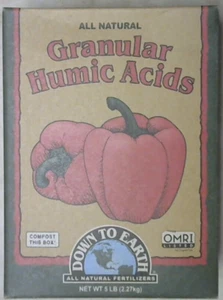 ALL NATURAL
Granular
Humic Acids
COMPOST
THIS BOX!
OMRI
LISTED
DOWN TO EARTH
ALL NATURAL FERTILIZERS
NET WT 5 LB (2.27kg)